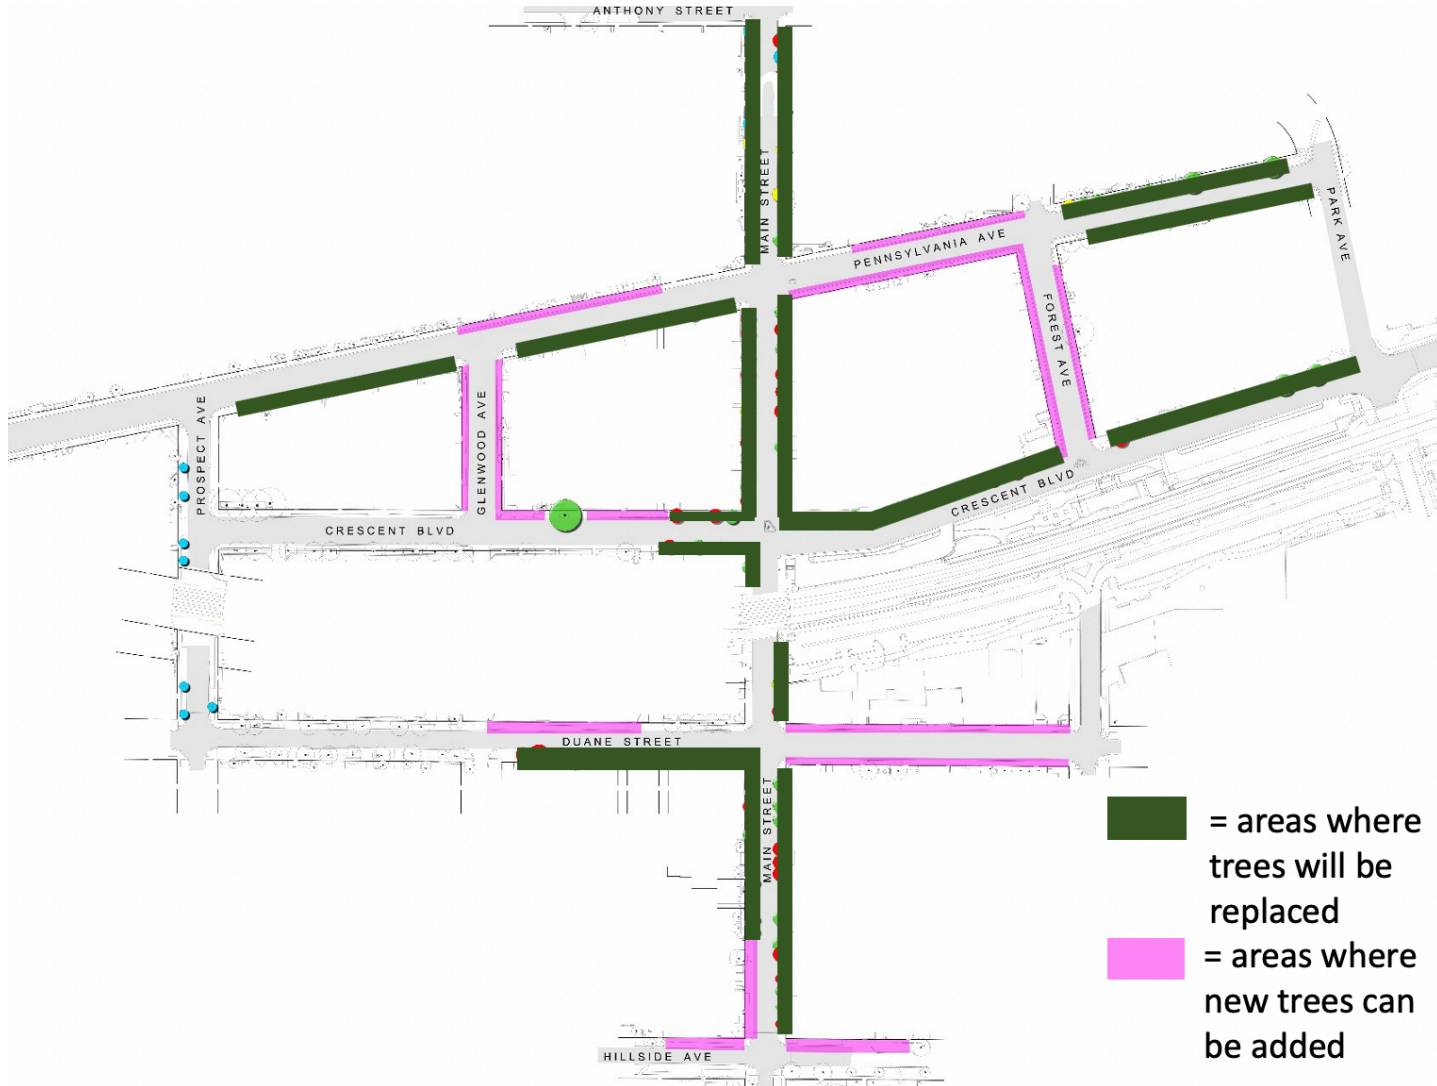 ANTHONY STREET
MAIN STREET
PENNSYLVANIA AVE
PARK AVE
FOREST AVE
PROSPECT AVE
GLENWOOD AVE
CRESCENT BLVD
CRESCENT BLVD
DUANE STREET
MAIN STREET
HILLSIDE AVE
= areas where
trees will be
replaced
= areas where
new trees can
be added